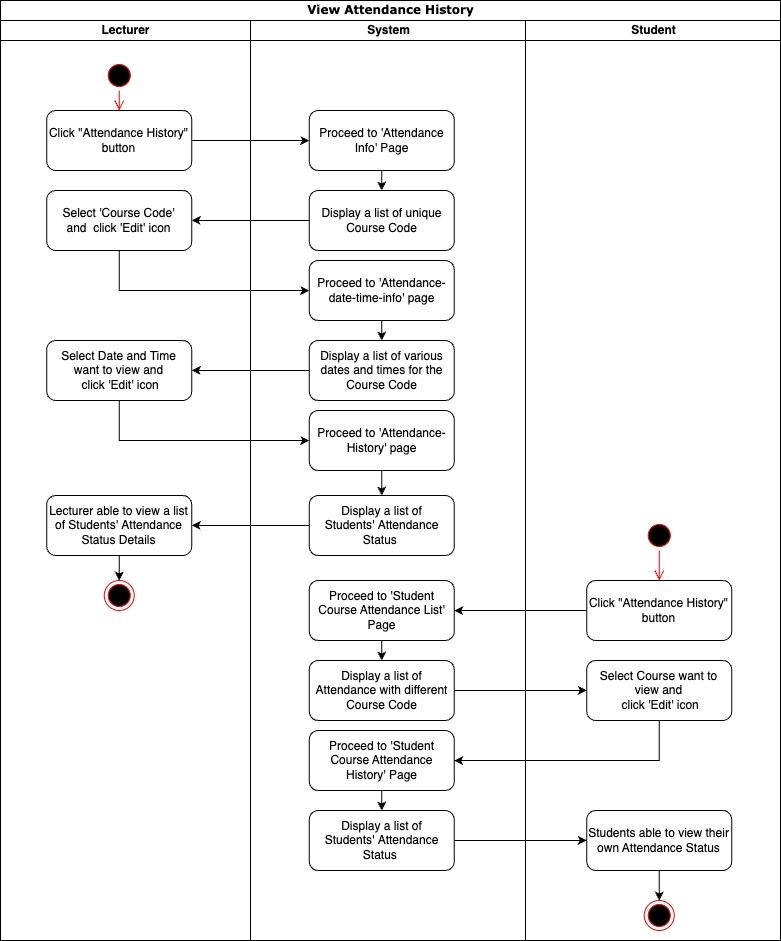 View Attendance History
Lecturer
System
Student
Click "Attendance History"
button
Proceed to 'Attendance
Info' Page
Select 'Course Code'
and click 'Edit' icon
Display a list of unique
Course Code
Proceed to 'Attendance-
date-time-info' page
Select Date and Time
want to view and
click 'Edit' icon
Display a list of various
dates and times for the
Course Code
Proceed to 'Attendance-
History' page
Lecturer able to view a list
of Students' Attendance
Status Details
Display a list of
Students' Attendance
Status
Proceed to 'Student
Course Attendance List'
Page
Click "Attendance History"
button
Display a list of
Attendance with different
Course Code
Select Course want to
view and
click 'Edit' icon
Proceed to 'Student
Course Attendance
History' Page
Display a list of
Students' Attendance
Status
Students able to view their
own Attendance Status